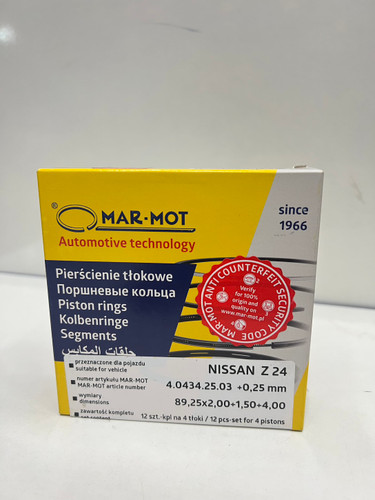 ®
MAR-MOT
Automotive technology
since
1966
Pierścienie tłokowe
Поршневые кольца
Piston rings
Kolbenringe
Segments
حلقات المكابس
MAR-MOT ANTI COUNTERFEIT SECURITY CODE
Verify
for 100%
origin and
quality on
www.mar-mot.pl
przeznaczone dla pojazdu
suitable for vehicle
NISSAN Z 24
numer artykułu MAR-MOT
MAR-MOT article number
4.0434.25.03 +0,25 mm
wymiary
dimensions
89,25x2,00+1,50+4,00
zawartość kompletu
set content
12 szt.-kpl na 4 tłoki / 12 pcs-set for 4 pistons